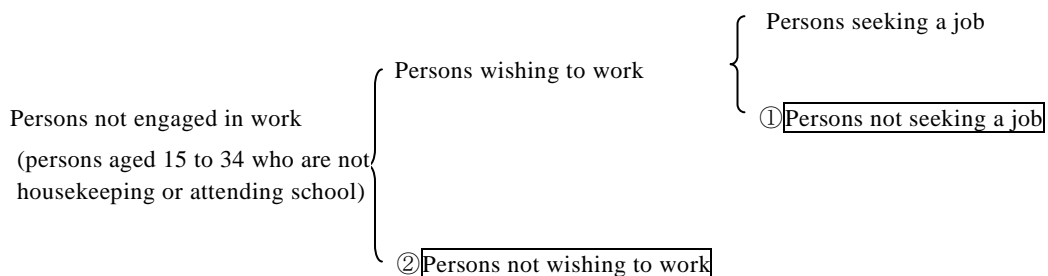 Persons seeking a job
Persons wishing to work
①Persons not seeking a job
Persons not engaged in work
(persons aged 15 to 34 who are not
housekeeping or attending school)
②Persons not wishing to work